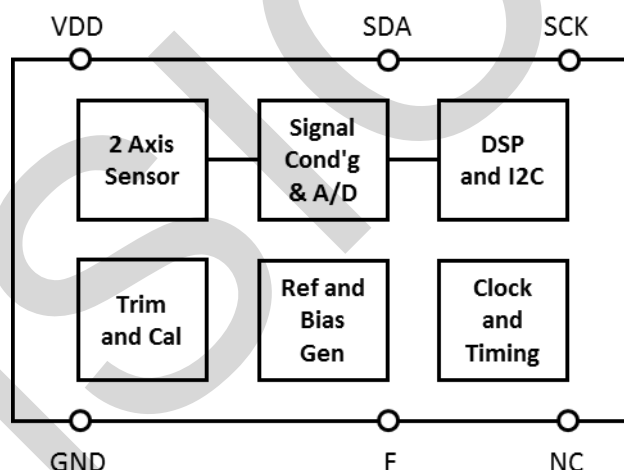 VDD SDA SCK
2 Axis
Sensor
Signal
Cond'g
& A/D
DSP
and I2C
Trim
and Cal
Ref and
Bias
Gen
Clock
and
Timing
GND F NC